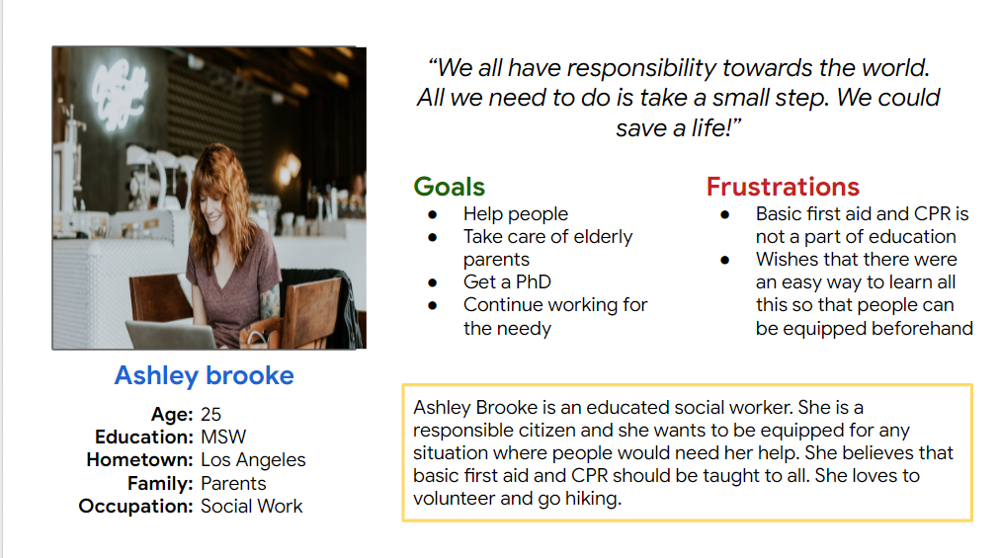 “We all have responsibility towards the world.
All we need to do is take a small step. We could
save a life!”
Goals
● Help people
● Take care of elderly
parents
● Get a PhD
● Continue working for
the needy
Frustrations
● Basic first aid and CPR is
not a part of education
● Wishes that there were
an easy way to learn all
this so that people can
be equipped beforehand
Ashley brooke
Age: 25
Education: MSW
Hometown: Los Angeles
Family: Parents
Occupation: Social Work
Ashley Brooke is an educated social worker. She is a
responsible citizen and she wants to be equipped for any
situation where people would need her help. She believes that
basic first aid and CPR should be taught to all. She loves to
volunteer and go hiking.